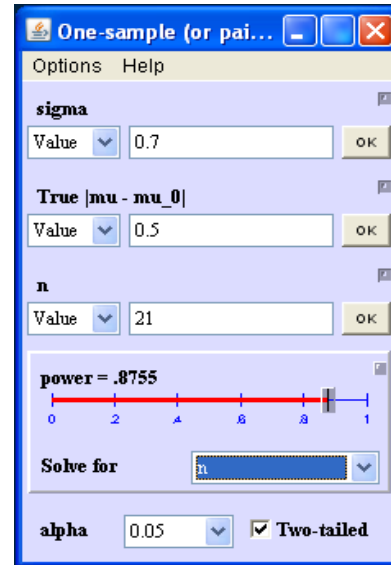 One-sample (or pai...
Options Help
sigma
Value 0.7 OK
True |mu - mu_0|
Value 0.5 OK
n
Value 21 OK
power = .8755
0 .2 .4 .6 .8 1
Solve for n
alpha 0.05 Two-tailed